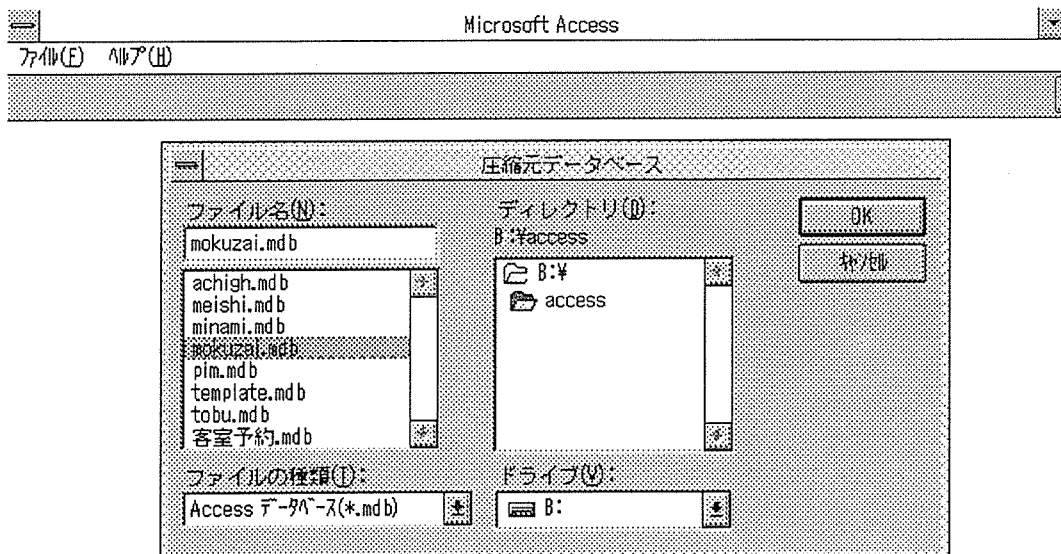 Microsoft Access
ﾌｧｲﾙ(F) ﾍﾙﾌﾟ(H)
圧縮元データベース
ファイル名(N):
mokuzai.mdb
achigh.mdb
meishi.mdb
minami.mdb
mokuzai.mdb
pim.mdb
template.mdb
tobu.mdb
客室予約.mdb
ファイルの種類(T):
Access ﾃﾞｰﾀﾍﾞｰｽ(*.mdb)
ディレクトリ(D):
B:¥access
B:¥
access
ドライブ(V):
B:
OK
ｷｬﾝｾﾙ